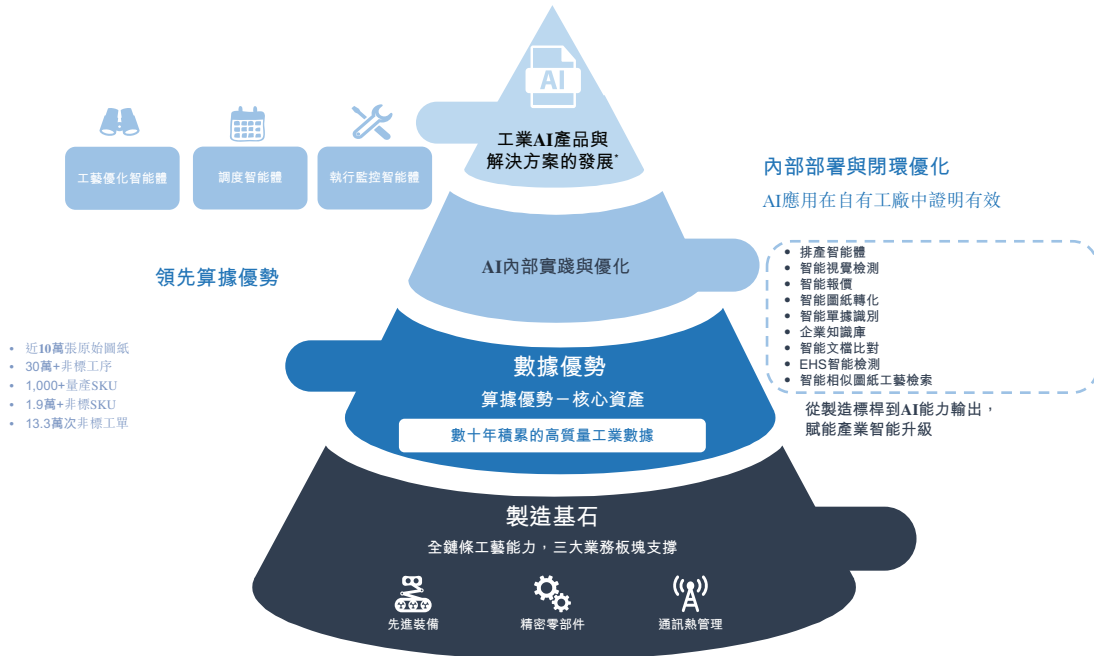 AI
工業AI產品與
解決方案的發展*
工藝優化智能體
調度智能體
執行監控智能體
內部部署與閉環優化
AI應用在自有工廠中證明有效
AI內部實踐與優化
• 排產智能體
• 智能視覺檢測
• 智能報價
• 智能圖紙轉化
• 智能單據識別
• 企業知識庫
• 智能文檔比對
• EHS智能檢測
• 智能相似圖紙工藝檢索
領先算據優勢
• 近10萬張原始圖紙
• 30萬+非標工序
• 1,000+量產SKU
• 1.9萬+非標SKU
• 13.3萬次非標工單
數據優勢
算據優勢－核心資產
數十年積累的高質量工業數據
從製造標桿到AI能力輸出，
賦能產業智能升級
製造基石
全鏈條工藝能力，三大業務板塊支撐
先進裝備
精密零部件
通訊熱管理